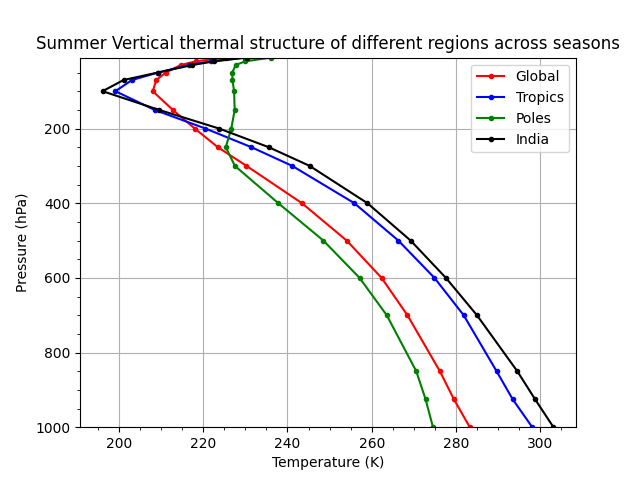 Summer Vertical thermal structure of different regions across seasons
Global
Tropics
Poles
India
Pressure (hPa)
200
400
600
800
1000
200 220 240 260 280 300
Temperature (K)